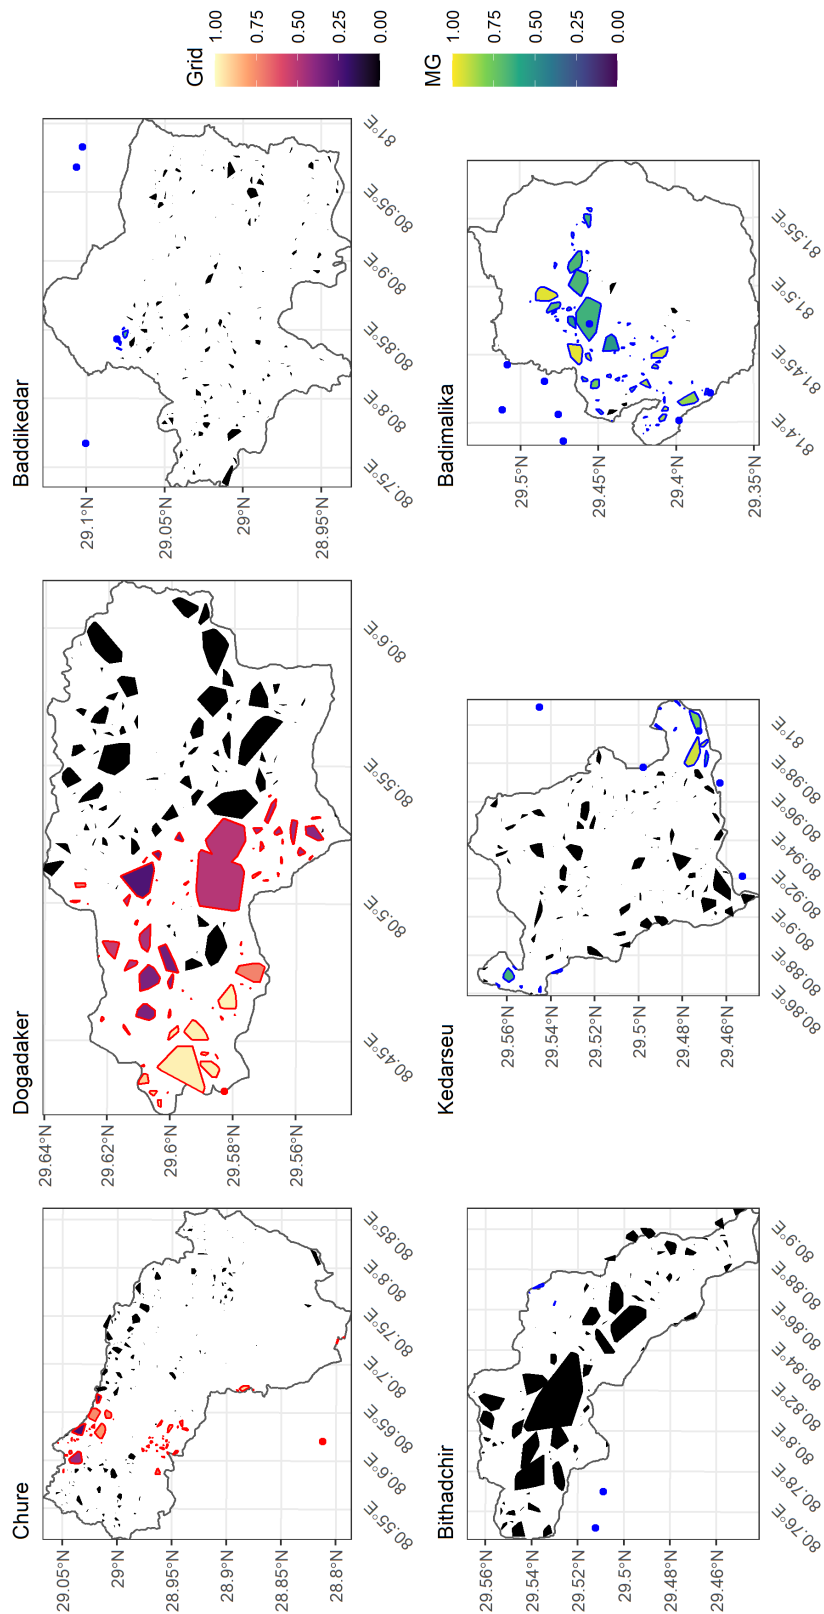 Chure
29.05°N
29°N
28.95°N
28.9°N
28.85°N
28.8°N
80.55°E
80.6°E
80.65°E
80.7°E
80.75°E
80.8°E
80.85°E
Dogadaker
29.64°N
29.62°N
29.6°N
29.58°N
29.56°N
80.45°E
80.5°E
80.55°E
80.6°E
Baddikedar
29.1°N
29.05°N
29°N
28.95°N
80.75°E
80.8°E
80.85°E
80.9°E
80.95°E
81°E
Bithadchir
29.56°N
29.54°N
29.52°N
29.5°N
29.48°N
29.46°N
80.76°E
80.78°E
80.8°E
80.82°E
80.84°E
80.86°E
80.88°E
80.9°E
Kedarseu
29.56°N
29.54°N
29.52°N
29.5°N
29.48°N
29.46°N
80.86°E
80.88°E
80.9°E
80.92°E
80.94°E
80.96°E
80.98°E
81°E
Badimalika
29.5°N
29.45°N
29.4°N
29.35°N
81.4°E
81.45°E
81.5°E
81.55°E
Grid
1.00
0.75
0.50
0.25
0.00
MG
1.00
0.75
0.50
0.25
0.00